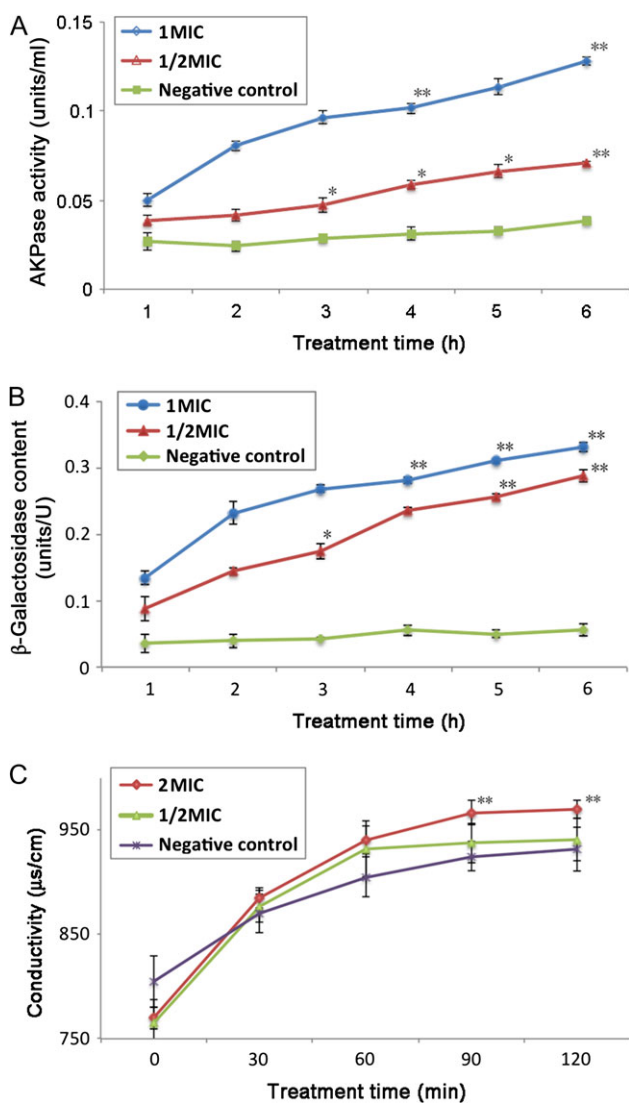 A
1MIC
1/2MIC
Negative control
AKPase activity (units/ml)
0.15
0.1
0.05
0
**
**
*
*
*
**
1 2 3 4 5 6
Treatment time (h)
B
1MIC
1/2MIC
Negative control
β-Galactosidase content
(units/U)
0.4
0.3
0.2
0.1
0
**
**
**
*
**
**
1 2 3 4 5 6
Treatment time (h)
C
2MIC
1/2MIC
Negative control
Conductivity (μs/cm)
950
850
750
**
**
0 30 60 90 120
Treatment time (min)